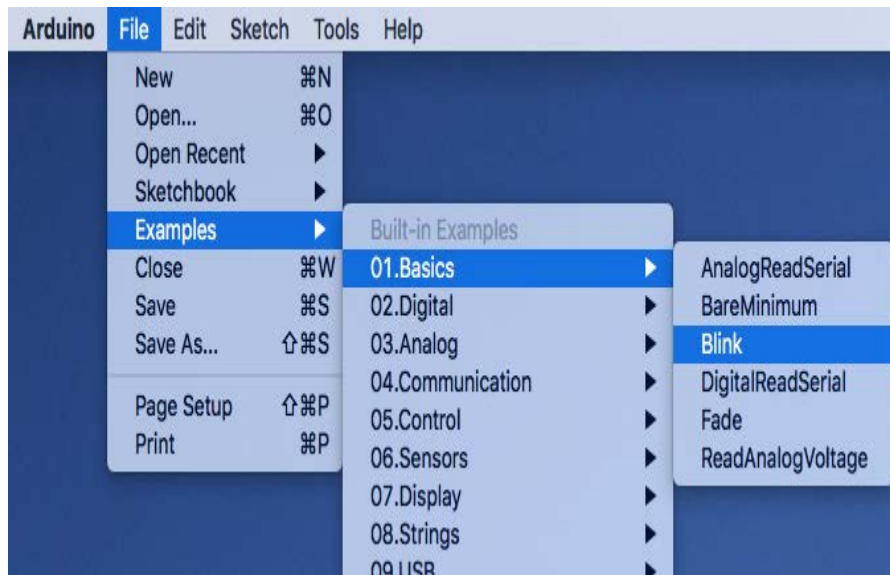 Arduino File Edit Sketch Tools Help
New ⌘N
Open... ⌘O
Open Recent ▶
Sketchbook ▶
Examples ▶
Close ⌘W
Save ⌘S
Save As... ⇧⌘S
Page Setup ⇧⌘P
Print ⌘P
Built-in Examples
01.Basics ▶
02.Digital ▶
03.Analog ▶
04.Communication ▶
05.Control ▶
06.Sensors ▶
07.Display ▶
08.Strings ▶
09.USB ▶
AnalogReadSerial
BareMinimum
Blink
DigitalReadSerial
Fade
ReadAnalogVoltage